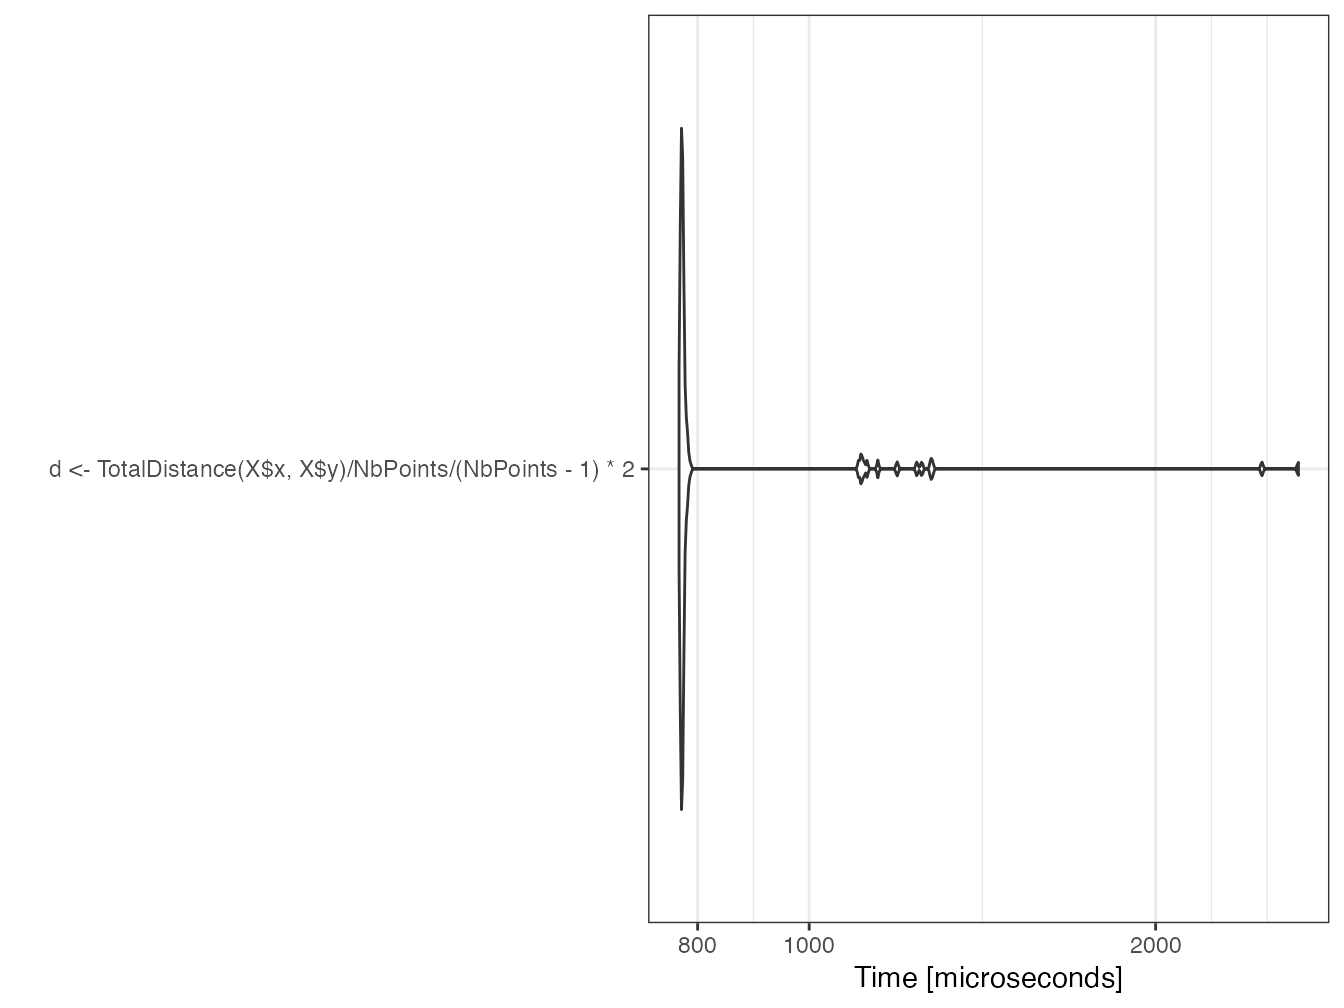 d <- TotalDistance(X$x, X$y)/NbPoints/(NbPoints - 1) * 2
800 1000 2000
Time [microseconds]